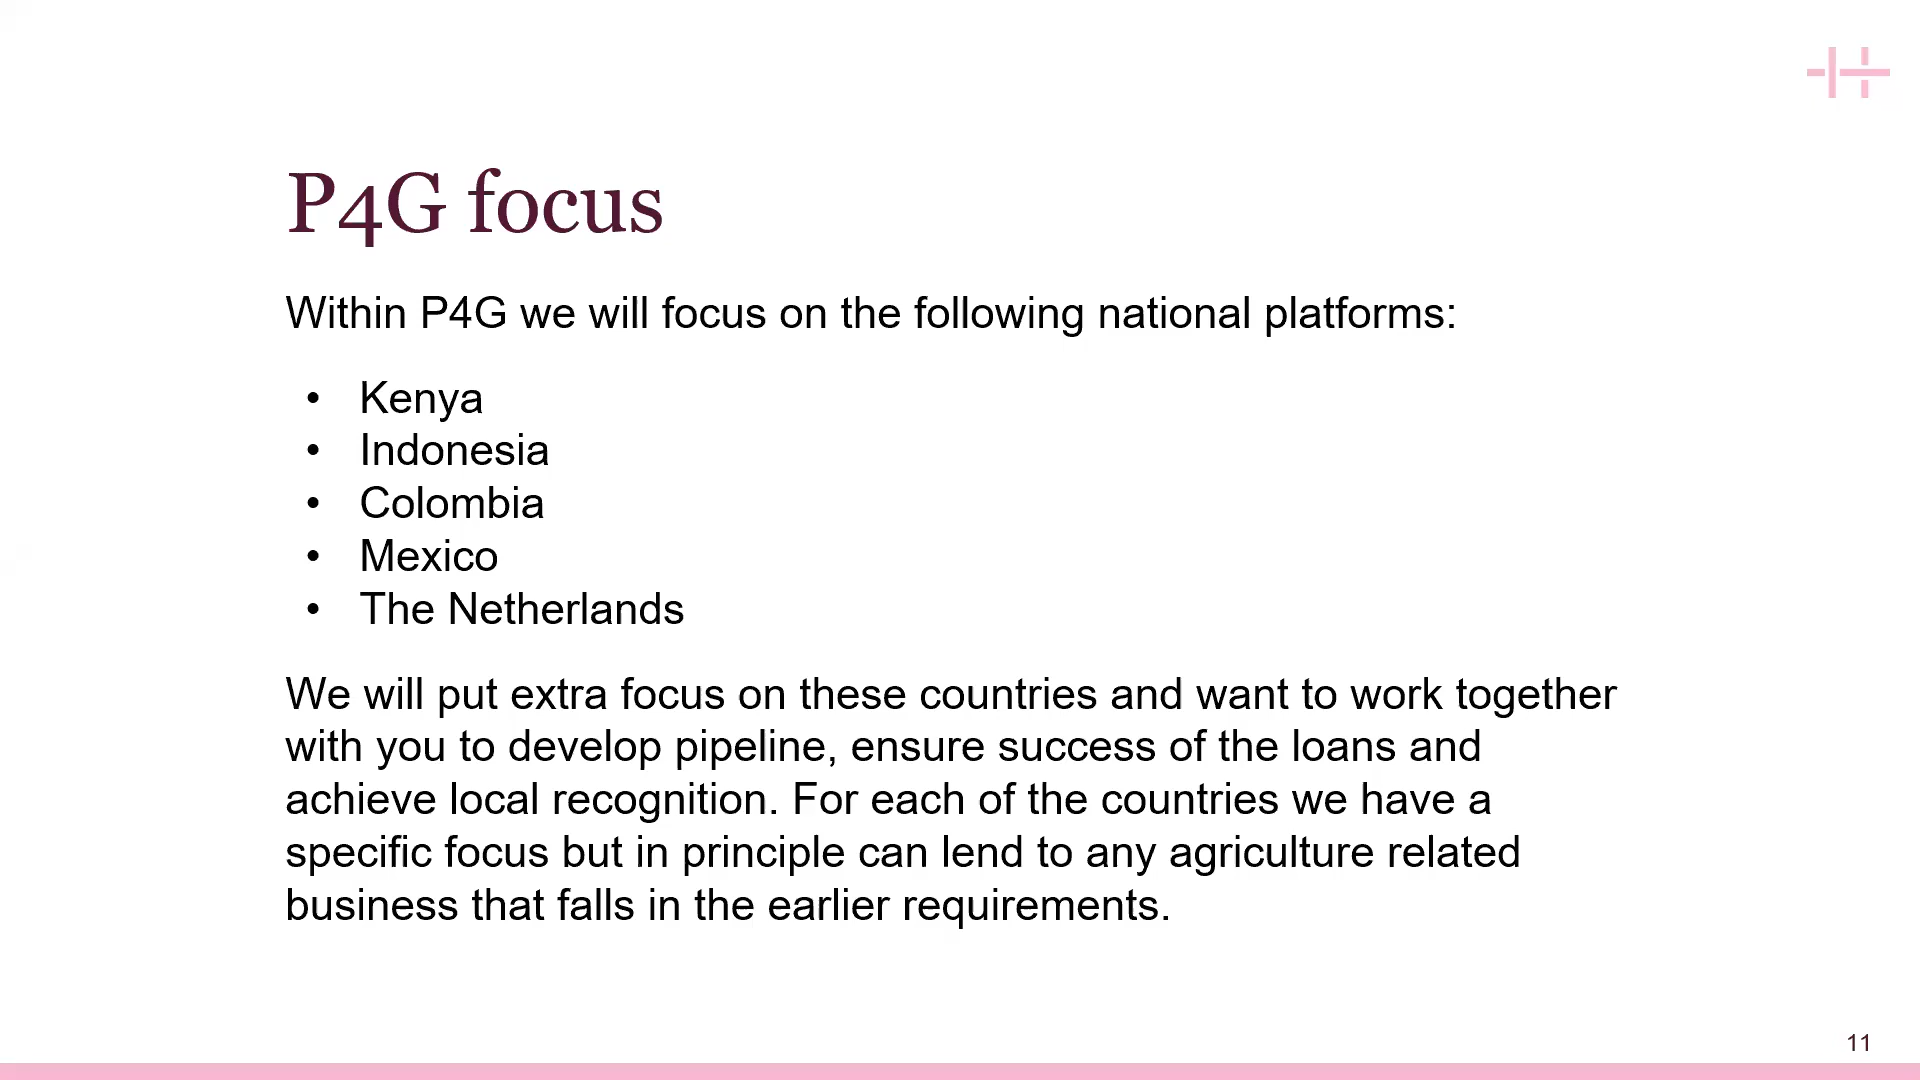 P4G focus
Within P4G we will focus on the following national platforms:
• Kenya
• Indonesia
• Colombia
• Mexico
• The Netherlands
We will put extra focus on these countries and want to work together
with you to develop pipeline, ensure success of the loans and
achieve local recognition. For each of the countries we have a
specific focus but in principle can lend to any agriculture related
business that falls in the earlier requirements.
11